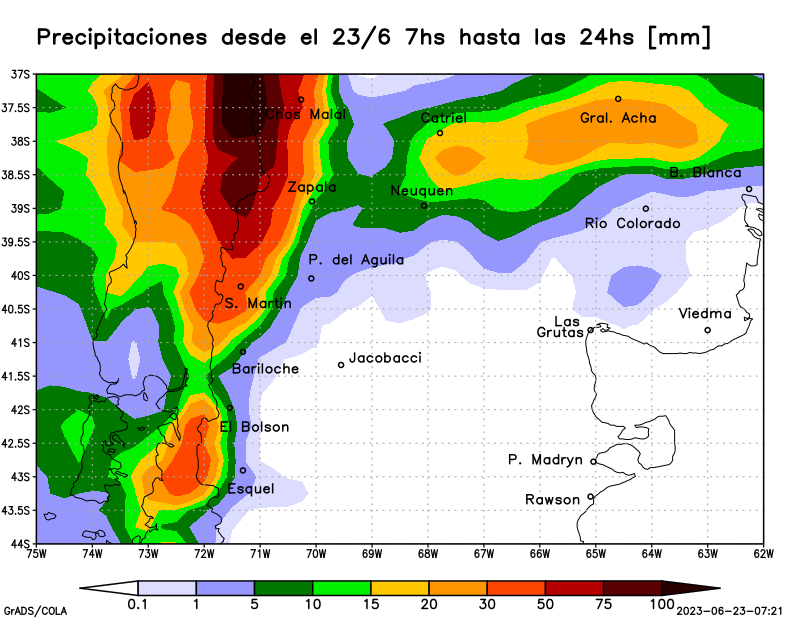 Precipitaciones desde el 23/6 7hs hasta las 24hs [mm]
37S
37.5S
38S
38.5S
39S
39.5S
40S
40.5S
41S
41.5S
42S
42.5S
43S
43.5S
44S
Chos Malal
Catriel
Gral. Acha
B. Blanca
Zapala
Neuquen
Rio Colorado
P. del Aguila
S. Martin
Viedma
Las
Grutas
Jacobacci
Bariloche
El Bolson
P. Madryn
Esquel
Rawson
75W 74W 73W 72W 71W 70W 69W 68W 67W 66W 65W 64W 63W 62W
0.1 1 5 10 15 20 30 50 75 100
GrADS/COLA
2023-06-23-07:21